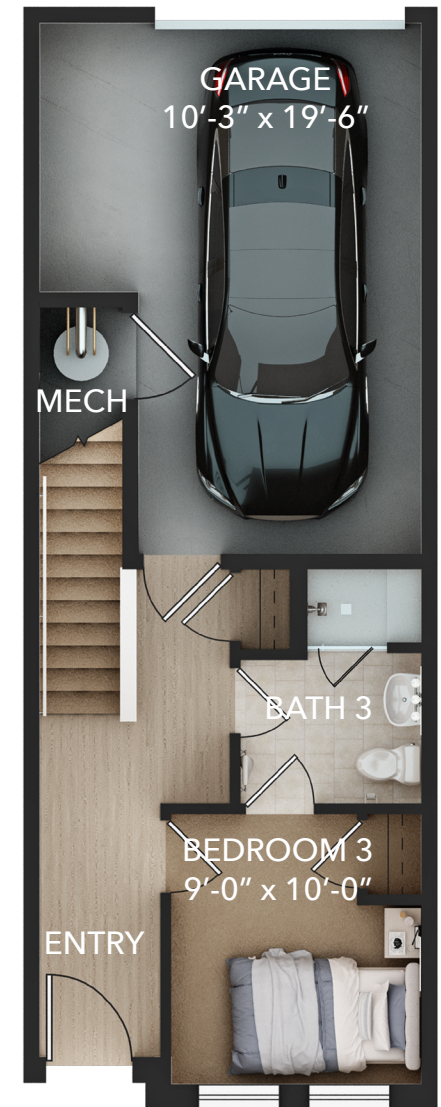 GARAGE
10’-3” x 19’-6”
MECH
BATH 3
BEDROOM 3
9’-0” x 10’-0”
ENTRY